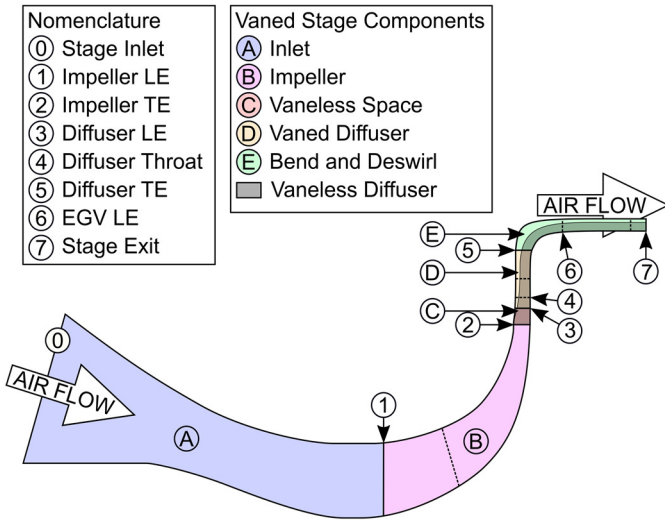 Nomenclature
0 Stage Inlet
1 Impeller LE
2 Impeller TE
3 Diffuser LE
4 Diffuser Throat
5 Diffuser TE
6 EGV LE
7 Stage Exit
Vaned Stage Components
A Inlet
B Impeller
C Vaneless Space
D Vaned Diffuser
E Bend and Deswirl
Vaneless Diffuser
AIR FLOW
E
5
D
6
7
C
4
2
3
0
AIR FLOW
1
A
B